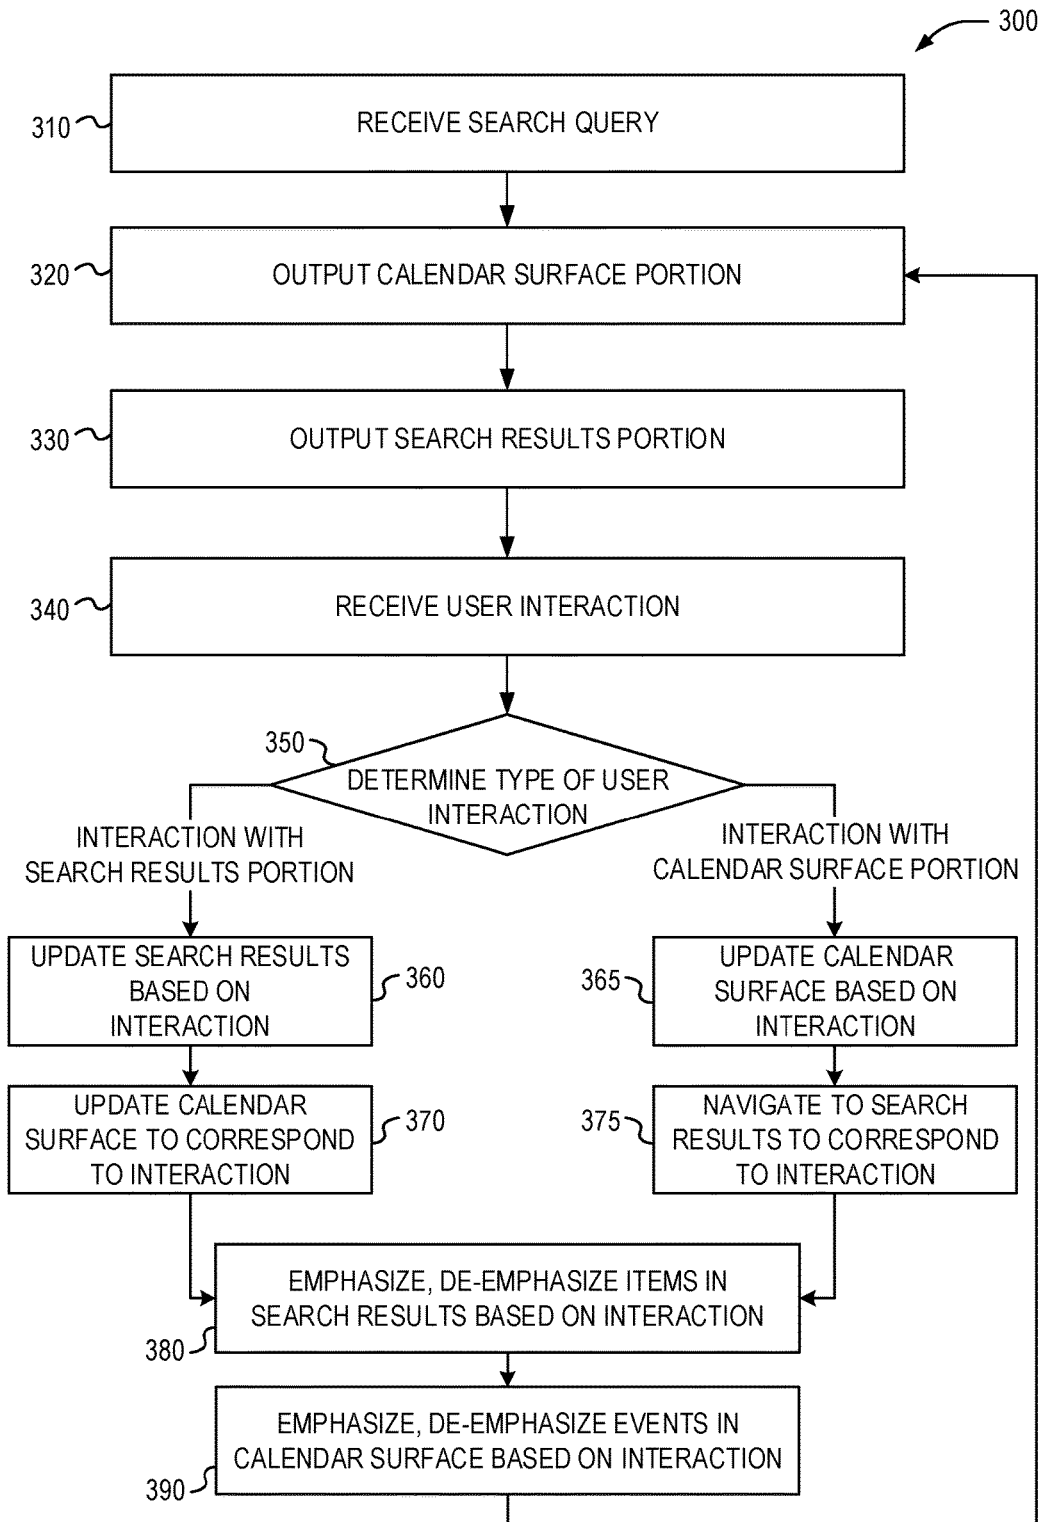 300
310
RECEIVE SEARCH QUERY
320
OUTPUT CALENDAR SURFACE PORTION
330
OUTPUT SEARCH RESULTS PORTION
340
RECEIVE USER INTERACTION
350
DETERMINE TYPE OF USER
INTERACTION
INTERACTION WITH
SEARCH RESULTS PORTION
INTERACTION WITH
CALENDAR SURFACE PORTION
UPDATE SEARCH RESULTS
BASED ON
INTERACTION
360
365
UPDATE CALENDAR
SURFACE BASED ON
INTERACTION
UPDATE CALENDAR
SURFACE TO CORRESPOND
TO INTERACTION
370
375
NAVIGATE TO SEARCH
RESULTS TO CORRESPOND
TO INTERACTION
EMPHASIZE, DE-EMPHASIZE ITEMS IN
SEARCH RESULTS BASED ON INTERACTION
380
EMPHASIZE, DE-EMPHASIZE EVENTS IN
CALENDAR SURFACE BASED ON INTERACTION
390